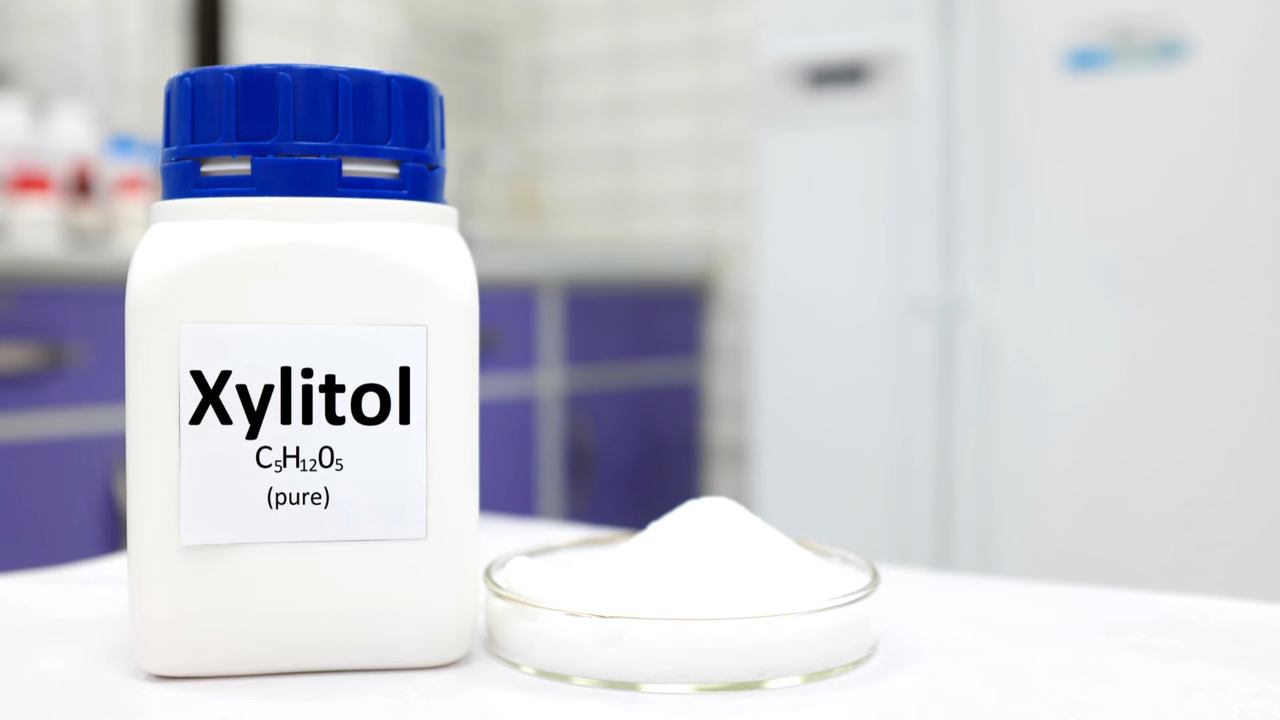 Xylitol
C₅H₁₂O₅
(pure)